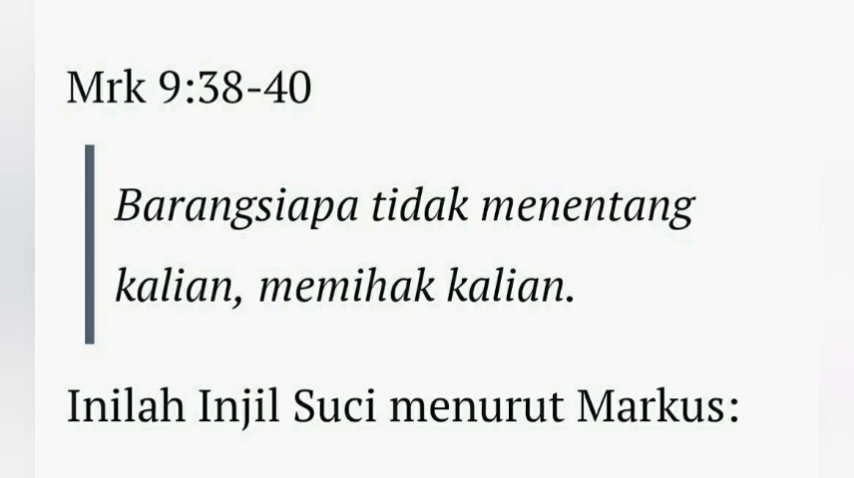 Mrk 9:38-40
Barangsiapa tidak menentang
kalian, memihak kalian.
Inilah Injil Suci menurut Markus: